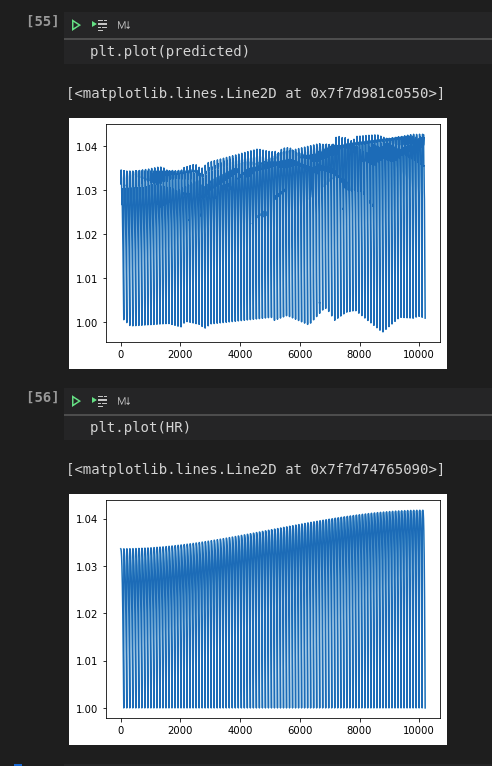 [55]
M↓
plt.plot(predicted)
[<matplotlib.lines.Line2D at 0x7f7d981c0550>]
1.04
1.03
1.02
1.01
1.00
0 2000 4000 6000 8000 10000
[56]
M↓
plt.plot(HR)
[<matplotlib.lines.Line2D at 0x7f7d74765090>]
1.04
1.03
1.02
1.01
1.00
0 2000 4000 6000 8000 10000